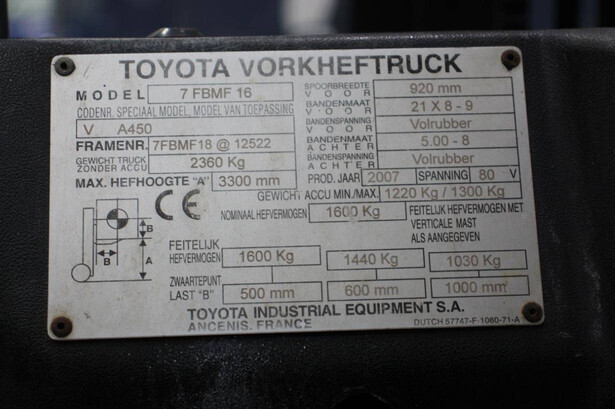 TOYOTA VORKHEFTRUCK
MODEL 7 FBMF 16
CODENR. SPECIAAL MODEL, MODEL VAN TOEPASSING
V A450
FRAMENR. 7FBMF18 @ 12522
GEWICHT TRUCK ZONDER ACCU 2360 Kg
MAX. HEFHOOGTE "A" 3300 mm
SPOORBREEDTE VOOR 920 mm
BANDENMAAT VOOR 21 X 8 - 9
BANDENSPANNING VOOR Volrubber
BANDENMAAT ACHTER 5.00 - 8
BANDENSPANNING ACHTER Volrubber
PROD. JAAR 2007 SPANNING 80 V
GEWICHT ACCU MIN./MAX. 1220 Kg / 1300 Kg
CE
NOMINAAL HEFVERMOGEN 1600 Kg
FEITELIJK HEFVERMOGEN MET
VERTICALE MAST
ALS AANGEGEVEN
B
B
A
FEITELIJK
HEFVERMOGEN 1600 Kg 1440 Kg 1030 Kg
ZWAARTEPUNT
LAST "B" 500 mm 600 mm 1000 mm
TOYOTA INDUSTRIAL EQUIPMENT S.A.
ANCENIS. FRANCE
DUTCH 57747-F-1060-71-A